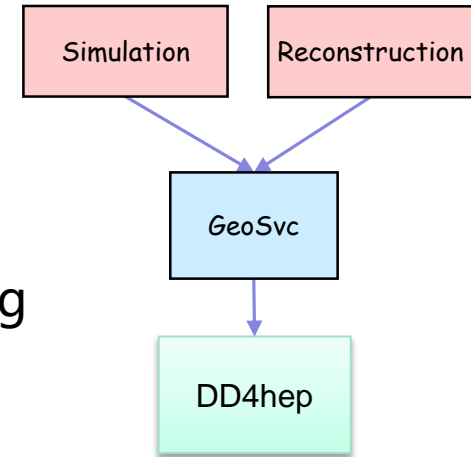 Simulation
Reconstruction
GeoSvc
g
DD4hep